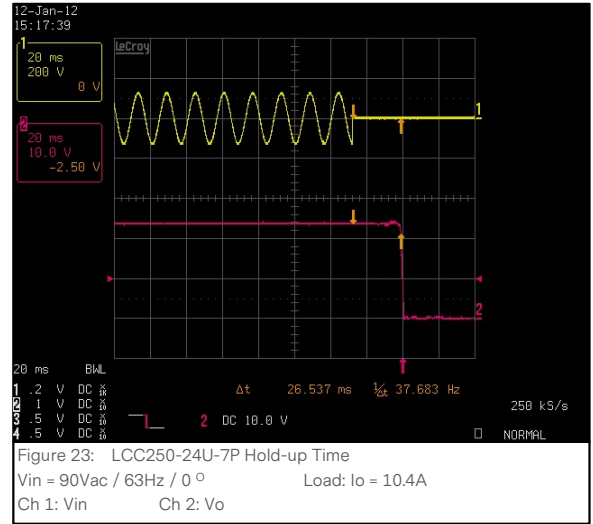 12-Jan-12
15:17:39
LeCroy
1
20 ms
200 V
0 V
1
2
20 ms
10.0 V
-2.50 V
2
20 ms BWL
1 .2 V DC
2 1 V DC
3 .5 V DC
4 .5 V DC
Δt 26.537 ms 1/Δt 37.683 Hz
2 DC 10.0 V
250 kS/s
NORMAL
Figure 23: LCC250-24U-7P Hold-up Time
Vin = 90Vac / 63Hz / 0 O Load: Io = 10.4A
Ch 1: Vin Ch 2: Vo